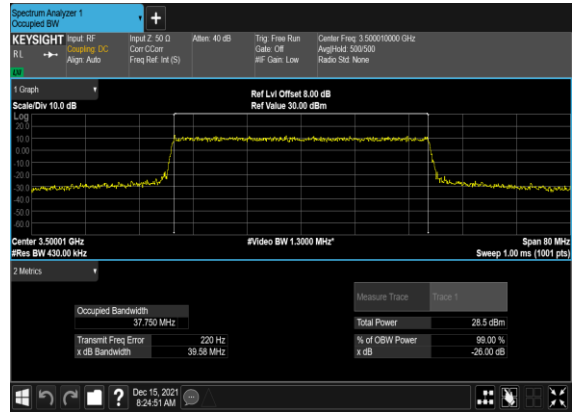 Spectrum Analyzer 1
Occupied BW
+
KEYSIGHT Input: RF Input Z: 50 Ω Atten: 40 dB Trig: Free Run Center Freq: 3.500010000 GHz
RL Coupling: DC Corr CCorr Gate: Off Avg|Hold: 500/500
Align: Auto Freq Ref: Int (S) #IF Gain: Low Radio Std: None
1 Graph
Ref Lvl Offset 8.00 dB
Scale/Div 10.0 dB Ref Value 30.00 dBm
Log
20.0
10.0
0.00
-10.0
-20.0
-30.0
-40.0
-50.0
-60.0
Center 3.50001 GHz #Video BW 1.3000 MHz* Span 80 MHz
#Res BW 430.00 kHz Sweep 1.00 ms (1001 pts)
2 Metrics
Measure Trace Trace 1
Occupied Bandwidth
37.750 MHz Total Power 28.5 dBm
Transmit Freq Error 220 Hz % of OBW Power 99.00 %
x dB Bandwidth 39.58 MHz x dB -26.00 dB
? Dec 15, 2021
8:24:51 AM